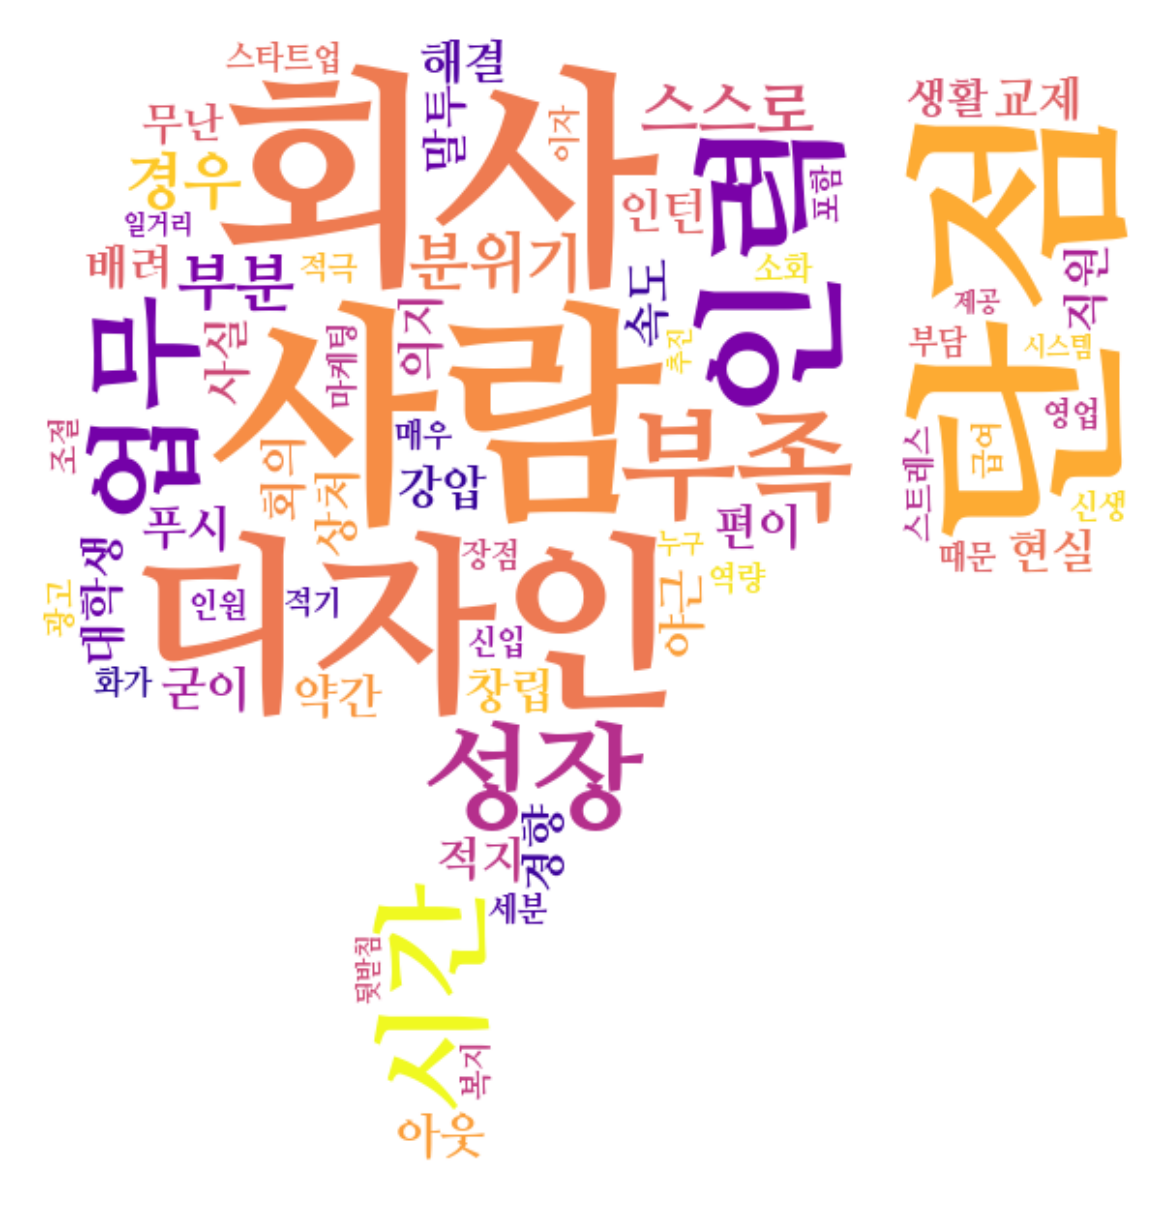 스타트업
해결
회사
말투
이자
무난
경우
일거리
배려
부분
적극
분위기
스스로
인턴
인력
포함
소화
속도
생활
교제
단점
직원
제공
부담
시스템
영업
급여
스트레스
신생
때문
현실
업무
사실
마케팅
의지
사람
추진
조절
회의
상처
매우
강압
부족
편이
푸시
대학생
디자인
장점
누구
역량
야근
광고
인원
적기
신입
화가
굳이
약간
창립
성장
경향
적지
세분
시간
뒷받침
복지
아웃